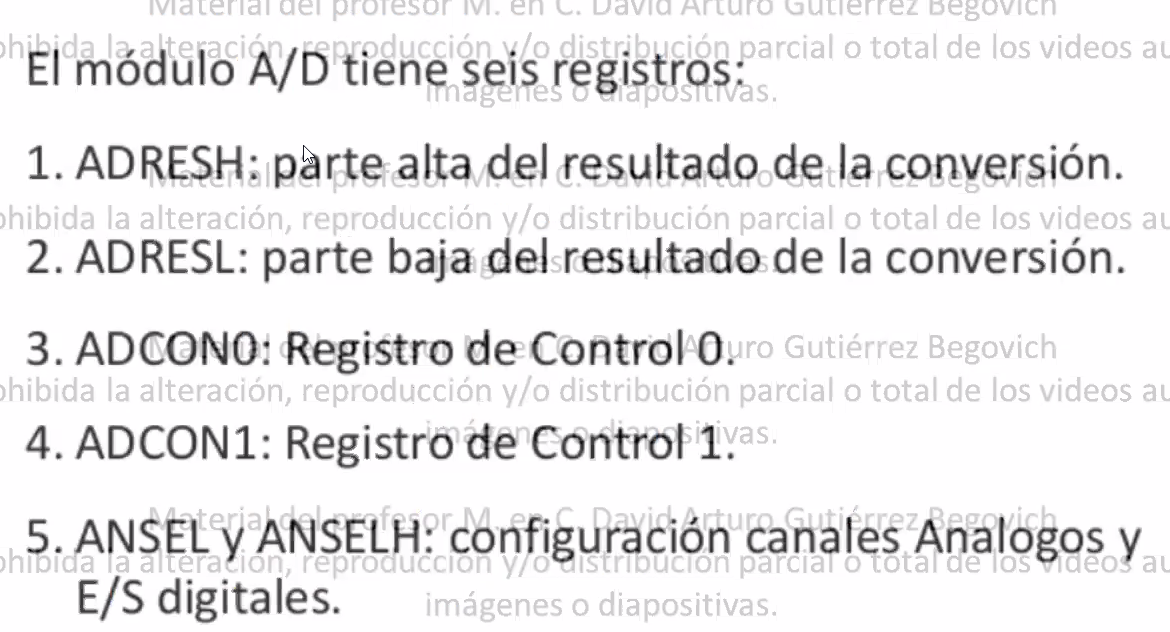 Material del profesor M. en C. David Arturo Gutiérrez Begovich
ohibida la alteración, reproducción y/o distribución parcial o total de los videos au
El módulo A/D tiene seis registros:
imágenes o diapositivas.
1. ADRESH: parte alta del resultado de la conversión.
Material del profesor M. en C. David Arturo Gutiérrez Begovich
ohibida la alteración, reproducción y/o distribución parcial o total de los videos au
2. ADRESL: parte baja del resultado de la conversión.
imágenes o diapositivas.
3. ADCON0: Registro de Control 0.
Material del profesor M. en C. David Arturo Gutiérrez Begovich
ohibida la alteración, reproducción y/o distribución parcial o total de los videos au
4. ADCON1: Registro de Control 1.
imágenes o diapositivas.
Material del profesor M. en C. David Arturo Gutiérrez Begovich
5. ANSEL y ANSELH: configuración canales Analogos y
ohibida la alteración, reproducción y/o distribución parcial o total de los videos au
E/S digitales.
imágenes o diapositivas.